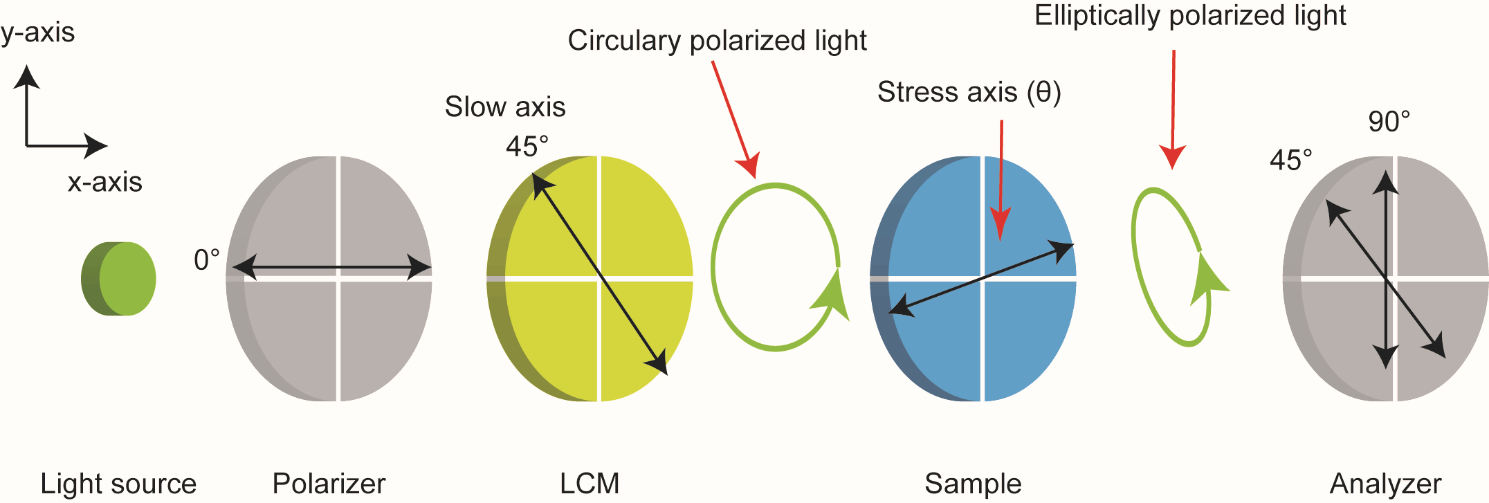 y-axis
x-axis
Circulary polarized light
Elliptically polarized light
Slow axis
45°
Stress axis (θ)
90°
45°
0°
Light source
Polarizer
LCM
Sample
Analyzer